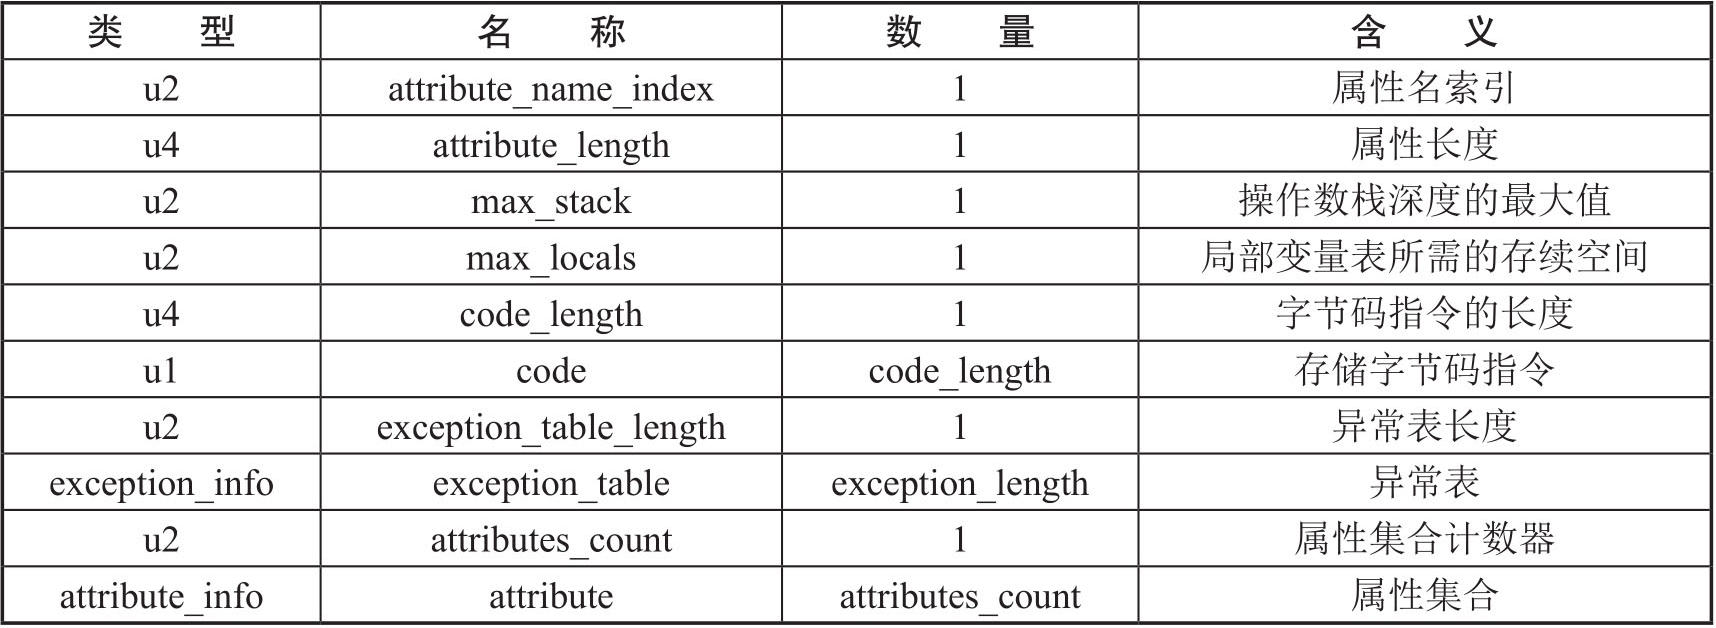 类 型 名 称 数 量 含 义
u2 attribute_name_index 1 属性名索引
u4 attribute_length 1 属性长度
u2 max_stack 1 操作数栈深度的最大值
u2 max_locals 1 局部变量表所需的存续空间
u4 code_length 1 字节码指令的长度
u1 code code_length 存储字节码指令
u2 exception_table_length 1 异常表长度
exception_info exception_table exception_length 异常表
u2 attributes_count 1 属性集合计数器
attribute_info attribute attributes_count 属性集合